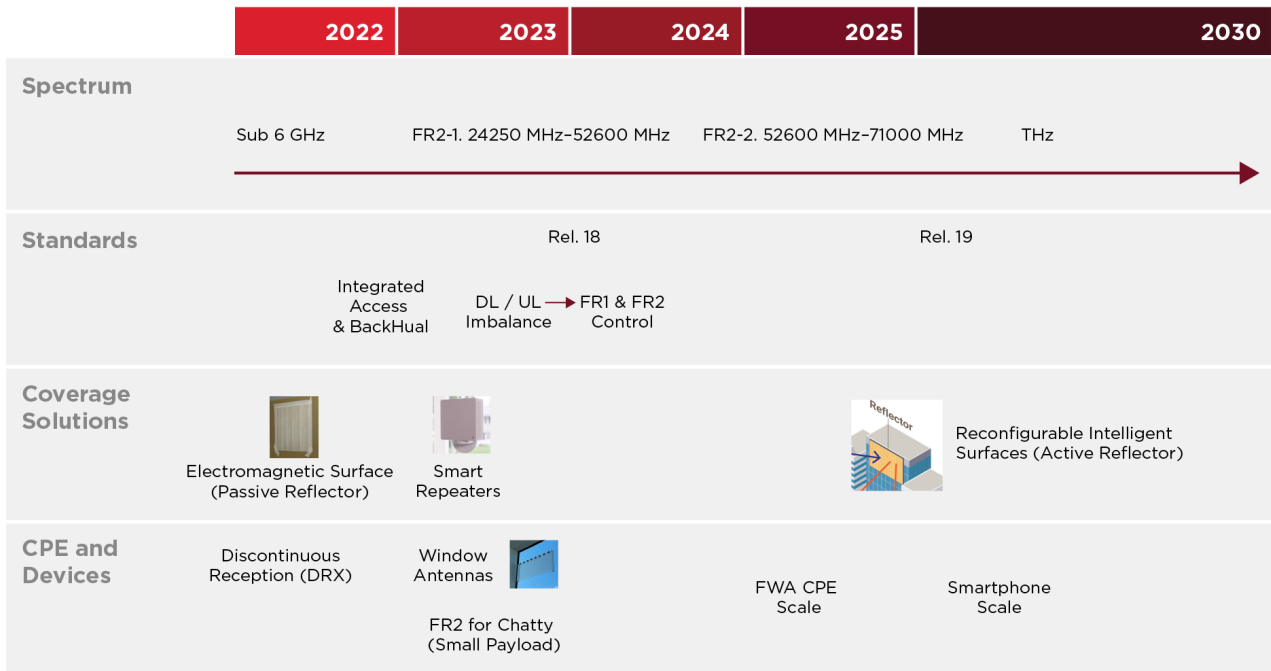 2022 2023 2024 2025 2030
Spectrum
Sub 6 GHz FR2-1. 24250 MHz–52600 MHz FR2-2. 52600 MHz–71000 MHz THz
Standards
Rel. 18 Rel. 19
Integrated
Access
& BackHual
DL / UL
Imbalance
FR1 & FR2
Control
Coverage
Solutions
Electromagnetic Surface
(Passive Reflector)
Smart
Repeaters
Reflector
Reconfigurable Intelligent
Surfaces (Active Reflector)
CPE and
Devices
Discontinuous
Reception (DRX)
Window
Antennas
FR2 for Chatty
(Small Payload)
FWA CPE
Scale
Smartphone
Scale